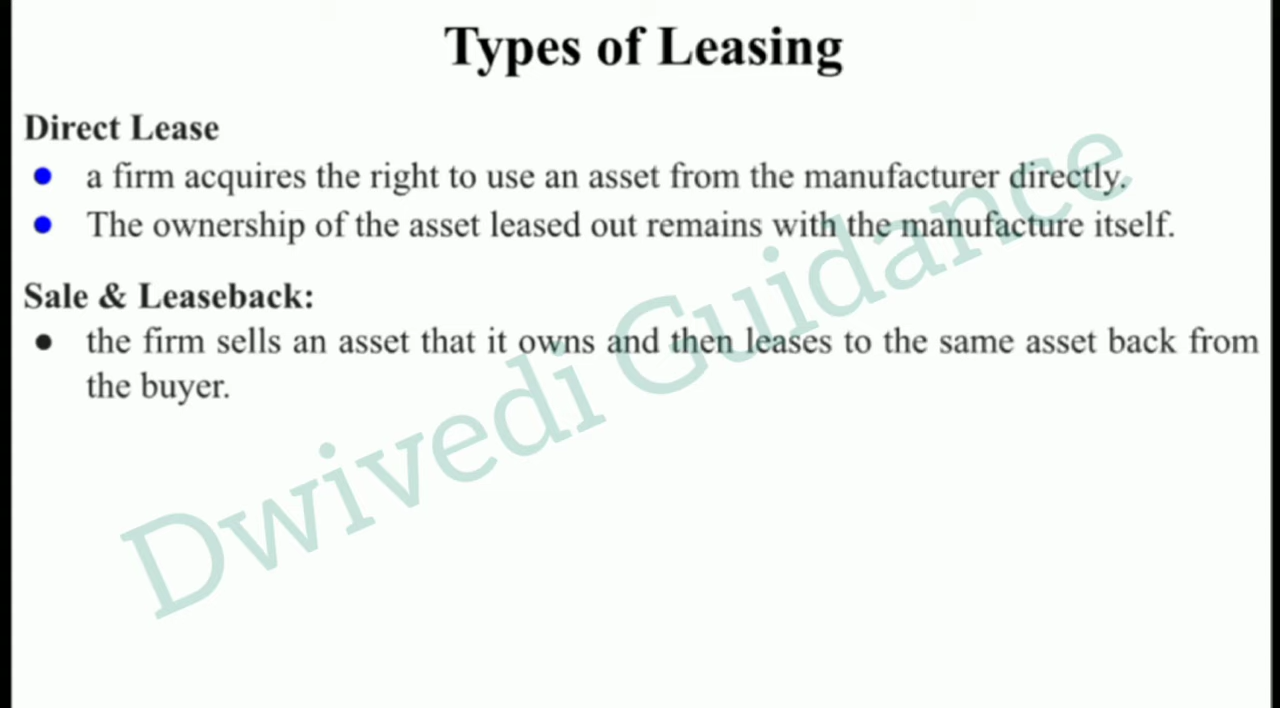 Types of Leasing
Direct Lease
● a firm acquires the right to use an asset from the manufacturer directly.
● The ownership of the asset leased out remains with the manufacture itself.
Sale & Leaseback:
● the firm sells an asset that it owns and then leases to the same asset back from
the buyer.
Dwivedi Guidance